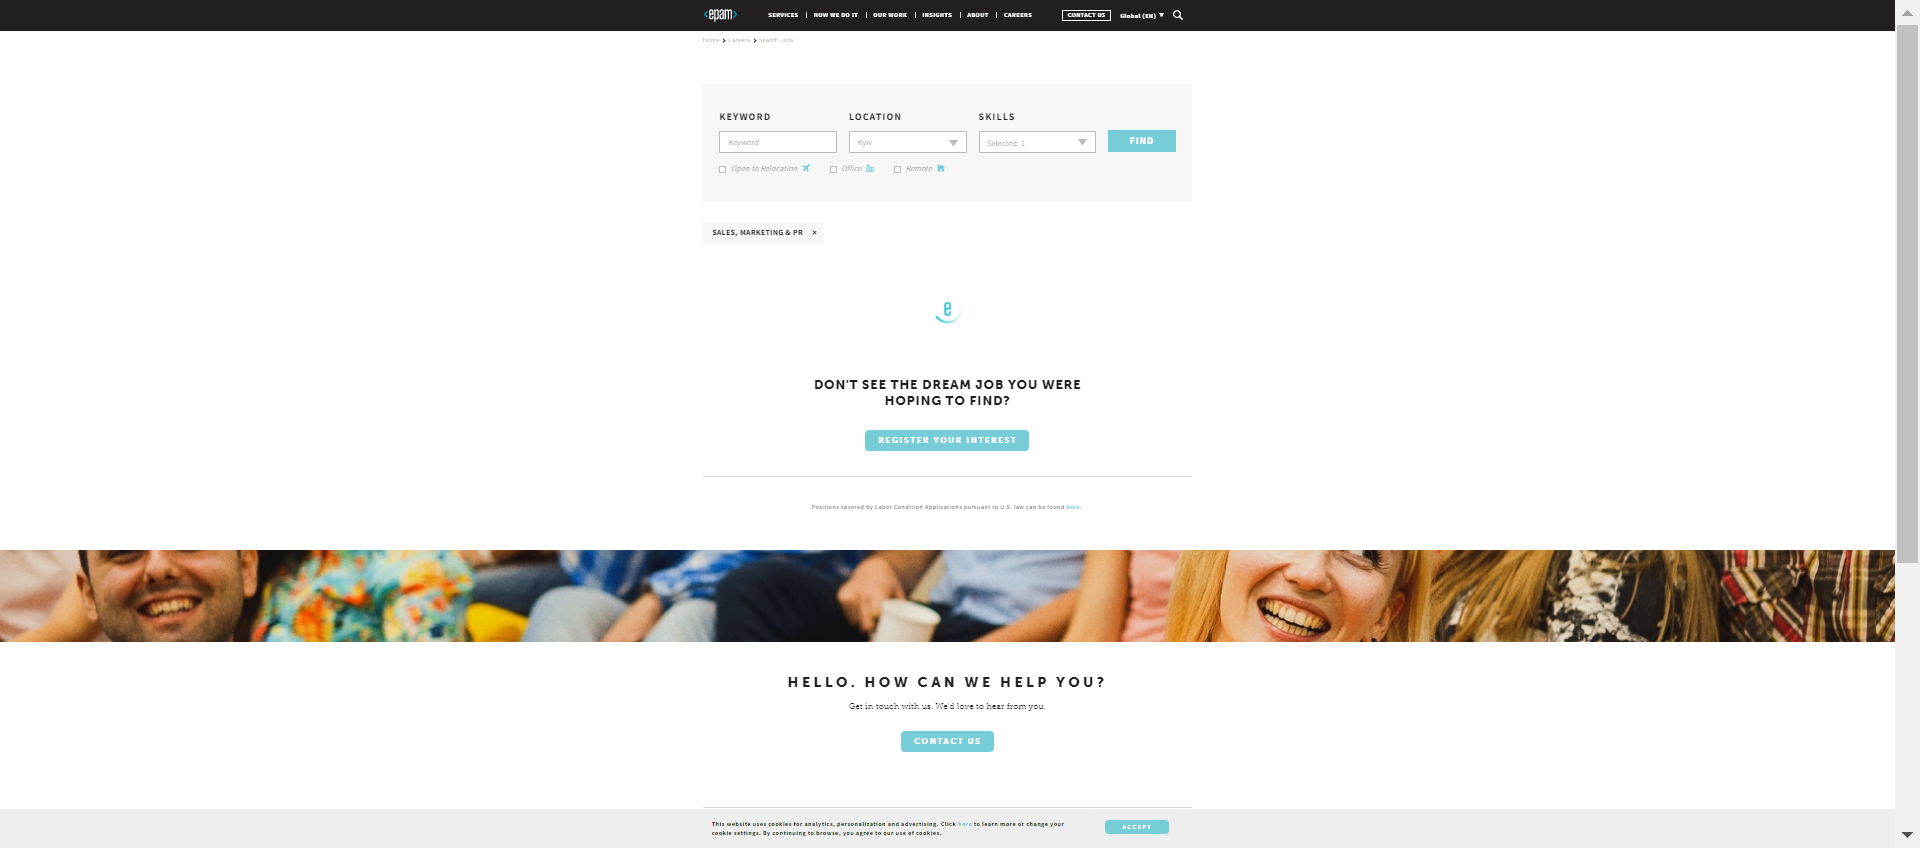 epam
SERVICES | HOW WE DO IT | OUR WORK | INSIGHTS | ABOUT | CAREERS
CONTACT US
Global (EN)
Home > Careers > Search Jobs
KEYWORD
LOCATION
SKILLS
Keyword
Kyiv
Selected: 1
FIND
Open to Relocation
Office
Remote
SALES, MARKETING & PR ×
e
DON'T SEE THE DREAM JOB YOU WERE
HOPING TO FIND?
REGISTER YOUR INTEREST
Positions covered by Labor Condition Applications pursuant to U.S. law can be found here.
HELLO. HOW CAN WE HELP YOU?
Get in touch with us. We'd love to hear from you.
CONTACT US
This website uses cookies for analytics, personalization and advertising. Click here to learn more or change your
cookie settings. By continuing to browse, you agree to our use of cookies.
ACCEPT